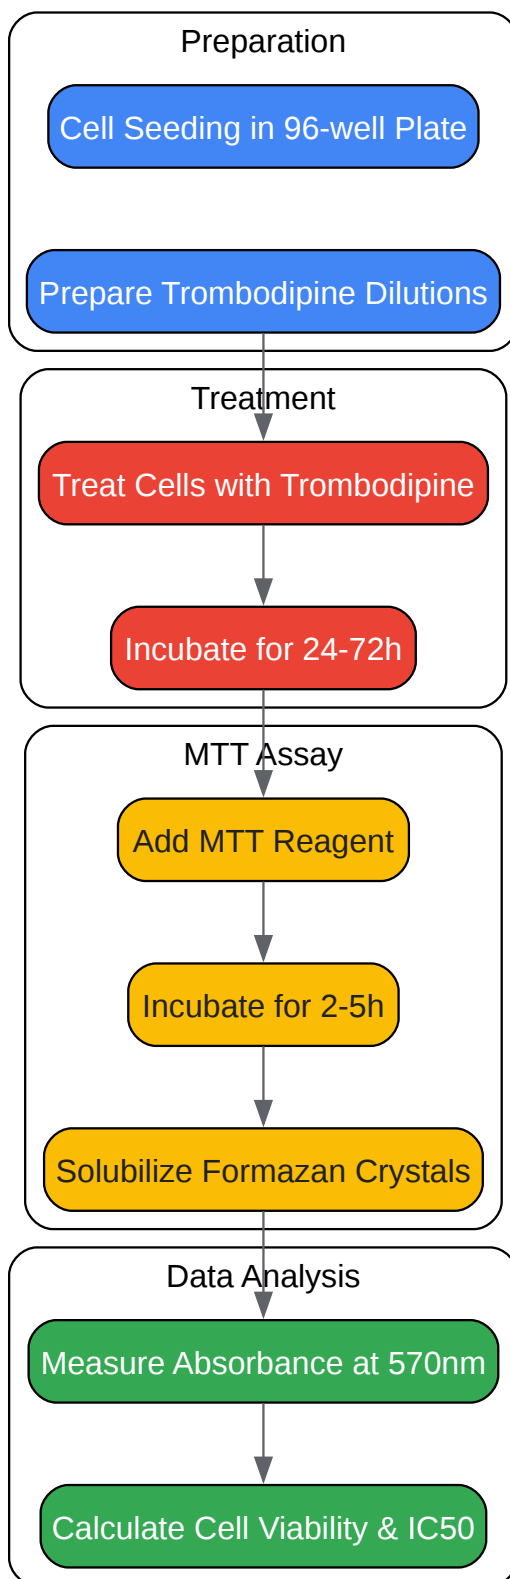 Preparation
Cell Seeding in 96-well Plate
Prepare Trombodipine Dilutions
Treatment
Treat Cells with Trombodipine
Incubate for 24-72h
MTT Assay
Add MTT Reagent
Incubate for 2-5h
Solubilize Formazan Crystals
Data Analysis
Measure Absorbance at 570nm
Calculate Cell Viability & IC50